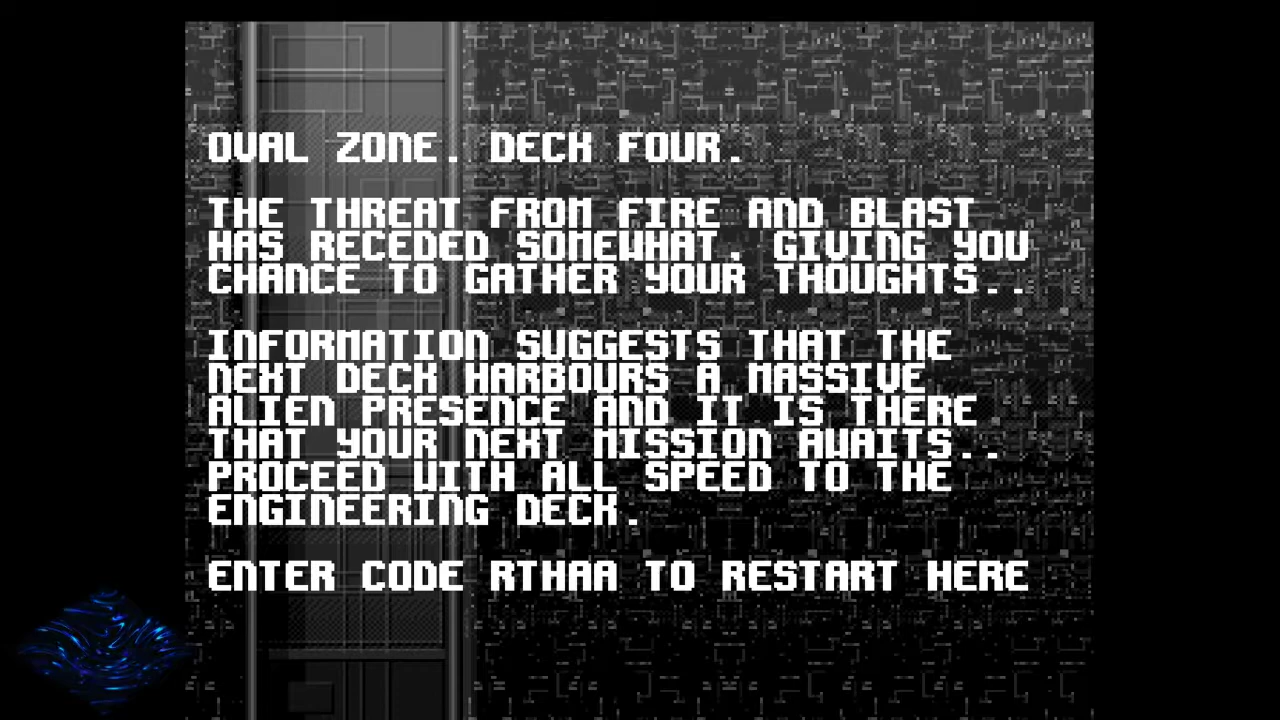 OVAL ZONE. DECK FOUR.
THE THREAT FROM FIRE AND BLAST
HAS RECEDED SOMEWHAT. GIVING YOU
CHANCE TO GATHER YOUR THOUGHTS..
INFORMATION SUGGESTS THAT THE
NEXT DECK HARBOURS A MASSIVE
ALIEN PRESENCE AND IT IS THERE
THAT YOUR NEXT MISSION AWAITS..
PROCEED WITH ALL SPEED TO THE
ENGINEERING DECK.
ENTER CODE RTHAA TO RESTART HERE